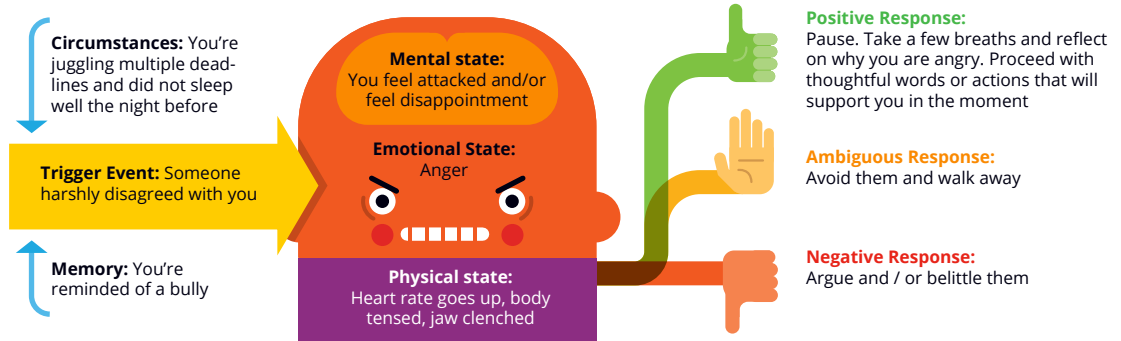 Circumstances: You’re
juggling multiple dead-
lines and did not sleep
well the night before
Trigger Event: Someone
harshly disagreed with you
Memory: You’re
reminded of a bully
Mental state:
You feel attacked and/or
feel disappointment
Emotional State:
Anger
Physical state:
Heart rate goes up, body
tensed, jaw clenched
Positive Response:
Pause. Take a few breaths and reflect
on why you are angry. Proceed with
thoughtful words or actions that will
support you in the moment
Ambiguous Response:
Avoid them and walk away
Negative Response:
Argue and / or belittle them